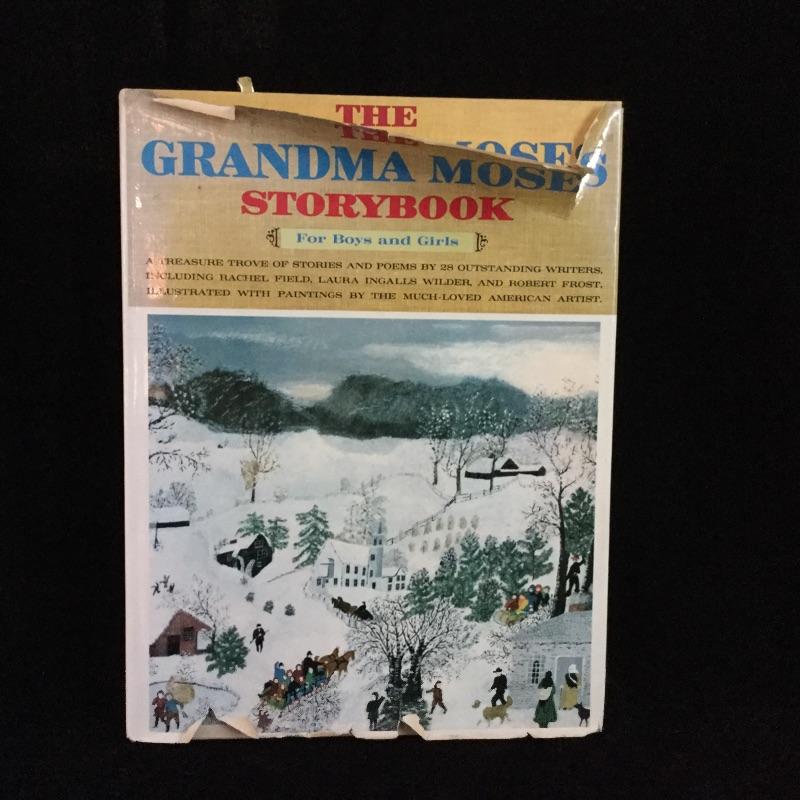 THE
GRANDMA MOSES
STORYBOOK
For Boys and Girls
A TREASURE TROVE OF STORIES AND POEMS BY 28 OUTSTANDING WRITERS,
INCLUDING RACHEL FIELD, LAURA INGALLS WILDER, AND ROBERT FROST.
ILLUSTRATED WITH PAINTINGS BY THE MUCH-LOVED AMERICAN ARTIST.